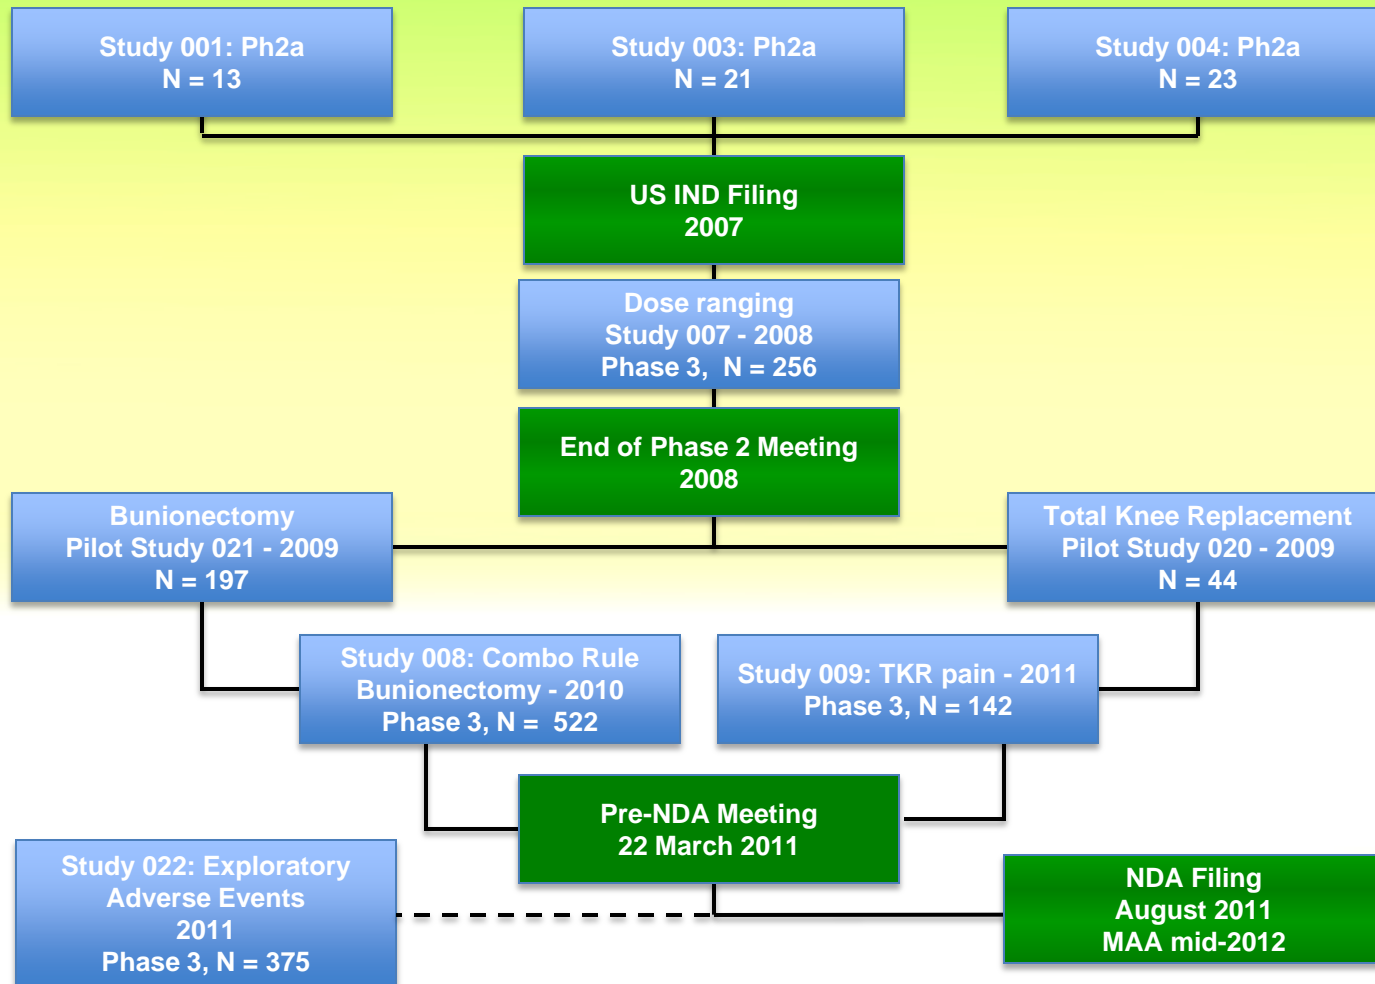 Study 001: Ph2a
N = 13
Study 003: Ph2a
N = 21
Study 004: Ph2a
N = 23
US IND Filing
2007
Dose ranging
Study 007 - 2008
Phase 3,  N = 256
End of Phase 2 Meeting
2008
Bunionectomy
Pilot Study 021 - 2009
N = 197
Total Knee Replacement
Pilot Study 020 - 2009
N = 44
Study 008: Combo Rule
Bunionectomy - 2010
Phase 3, N =  522
Study 009: TKR pain - 2011
Phase 3, N = 142
Pre-NDA Meeting
22 March 2011
Study 022: Exploratory
Adverse Events
2011
Phase 3, N = 375
NDA Filing
August 2011
MAA mid-2012